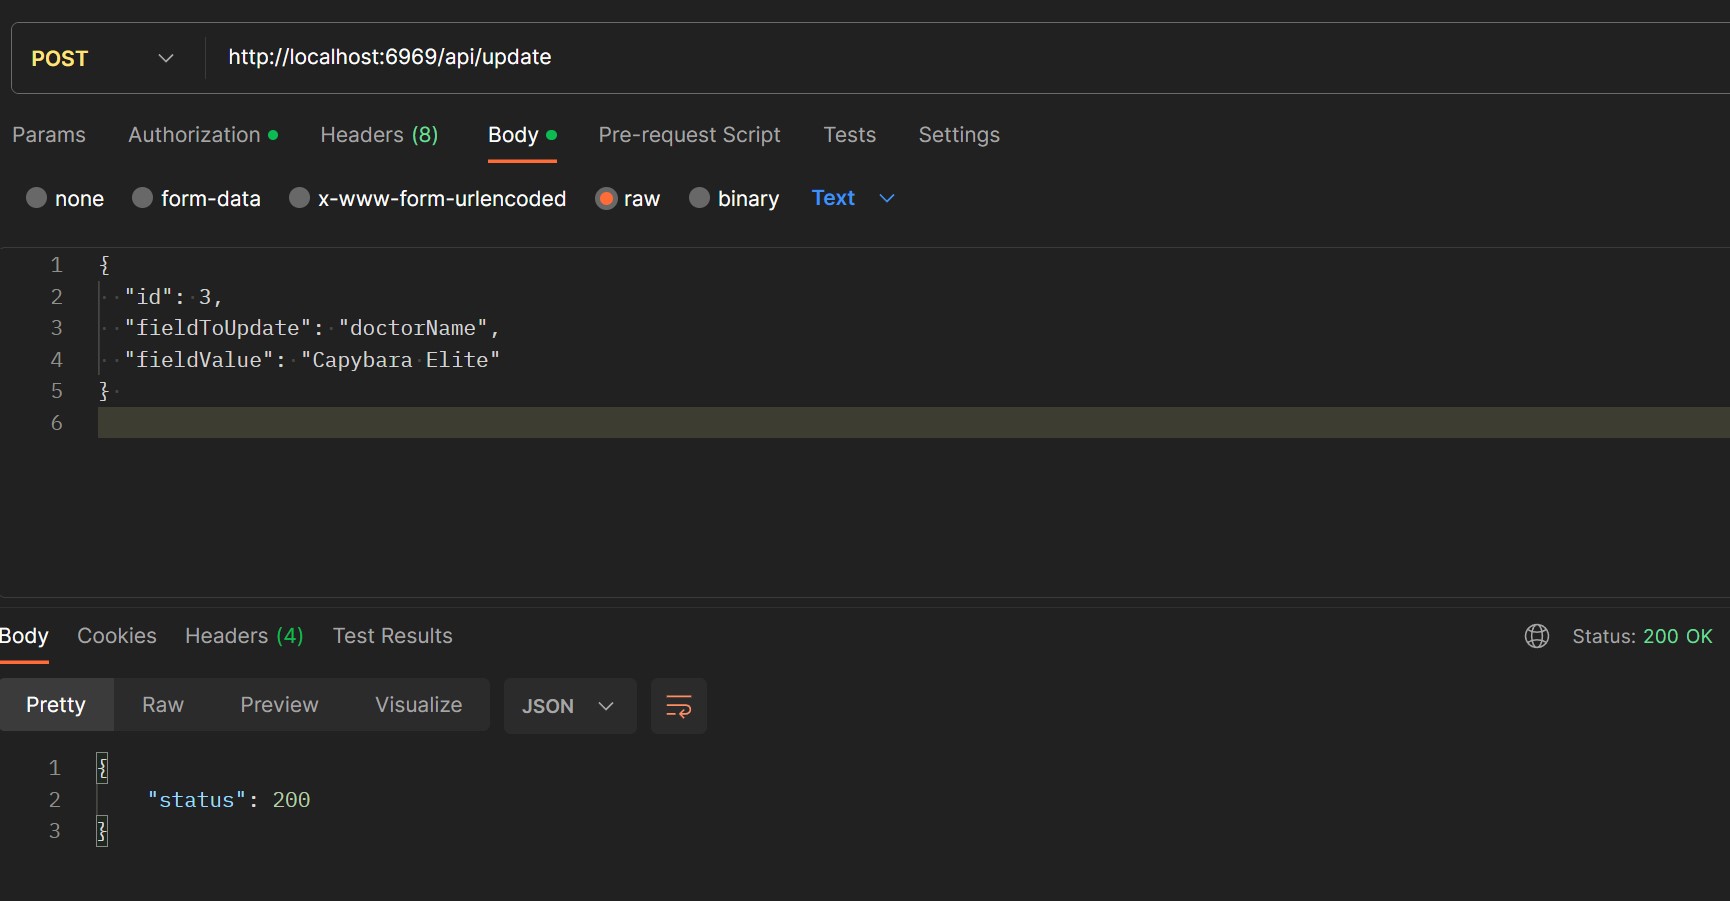 POST http://localhost:6969/api/update
Params Authorization Headers (8) Body Pre-request Script Tests Settings
none form-data x-www-form-urlencoded raw binary Text
1 {
2 "id": 3,
3 "fieldToUpdate": "doctorName",
4 "fieldValue": "Capybara Elite"
5 }
6
Body Cookies Headers (4) Test Results Status: 200 OK
Pretty Raw Preview Visualize JSON
1 {
2 "status": 200
3 }